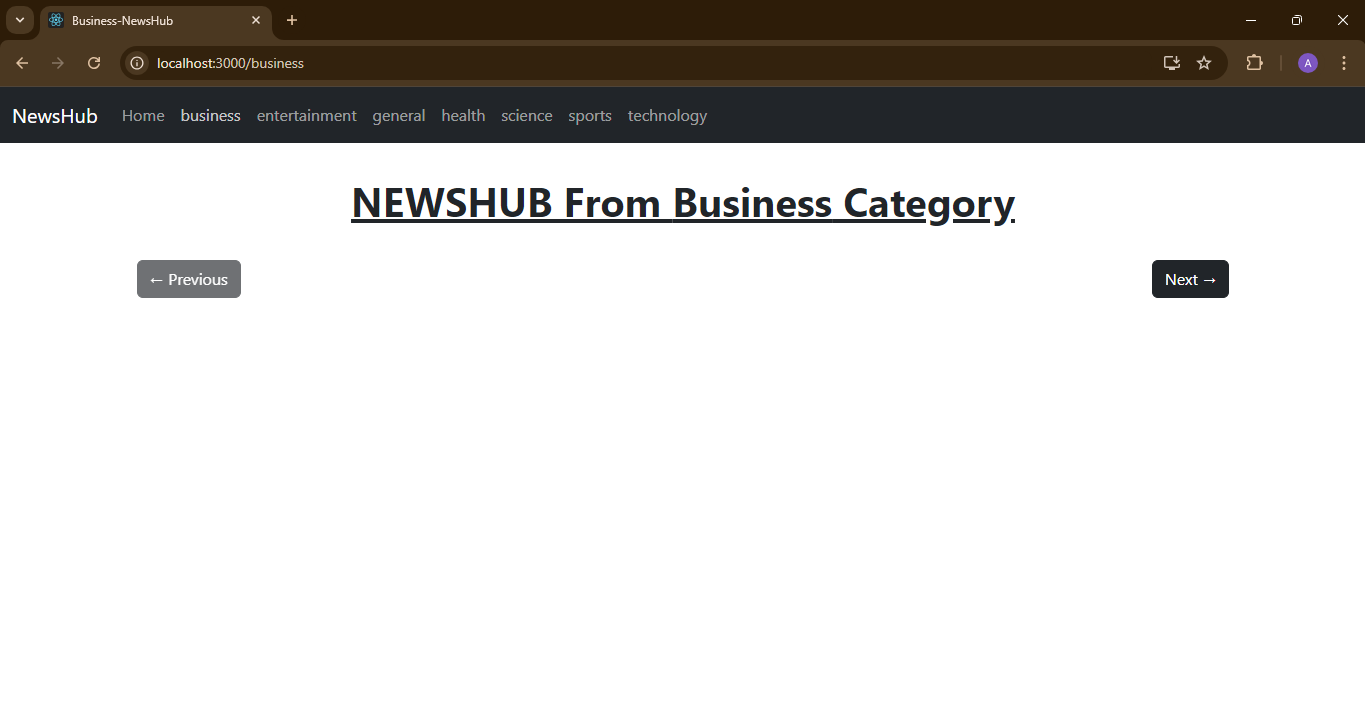 Business-NewsHub
localhost:3000/business
A
NewsHub Home business entertainment general health science sports technology
NEWSHUB From Business Category
← Previous Next →